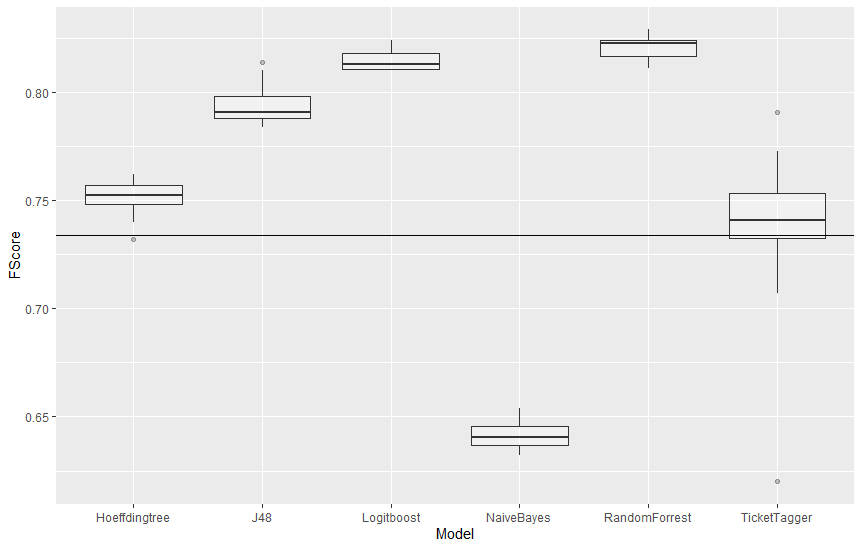 FScore
0.80
0.75
0.70
0.65
Hoeffdingtree J48 Logitboost NaiveBayes RandomForrest TicketTagger
Model